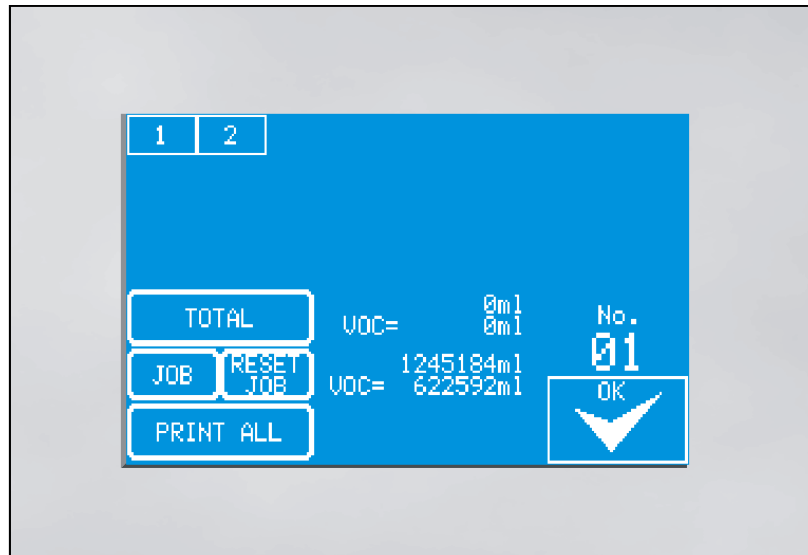 1 2
TOTAL
0ml
VOC= 0ml
No.
01
JOB
RESET
JOB
1245184ml
VOC= 622592ml
OK
PRINT ALL